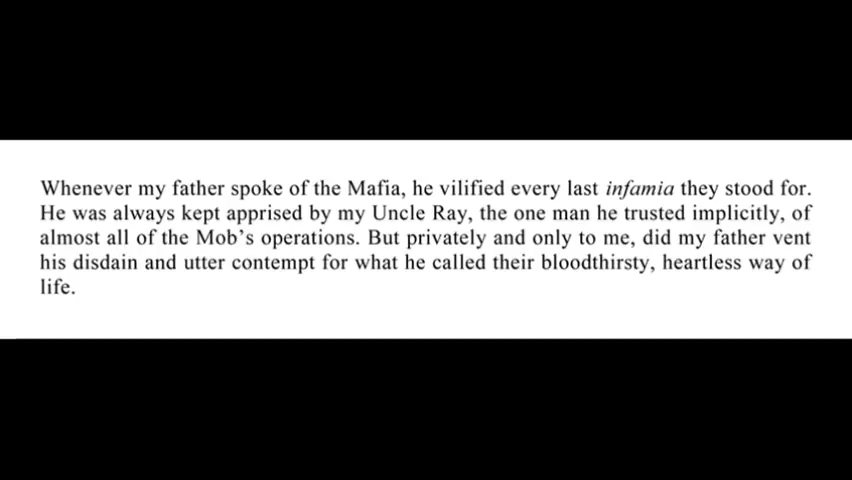 Whenever my father spoke of the Mafia, he vilified every last infamia they stood for.
He was always kept apprised by my Uncle Ray, the one man he trusted implicitly, of
almost all of the Mob's operations. But privately and only to me, did my father vent
his disdain and utter contempt for what he called their bloodthirsty, heartless way of
life.